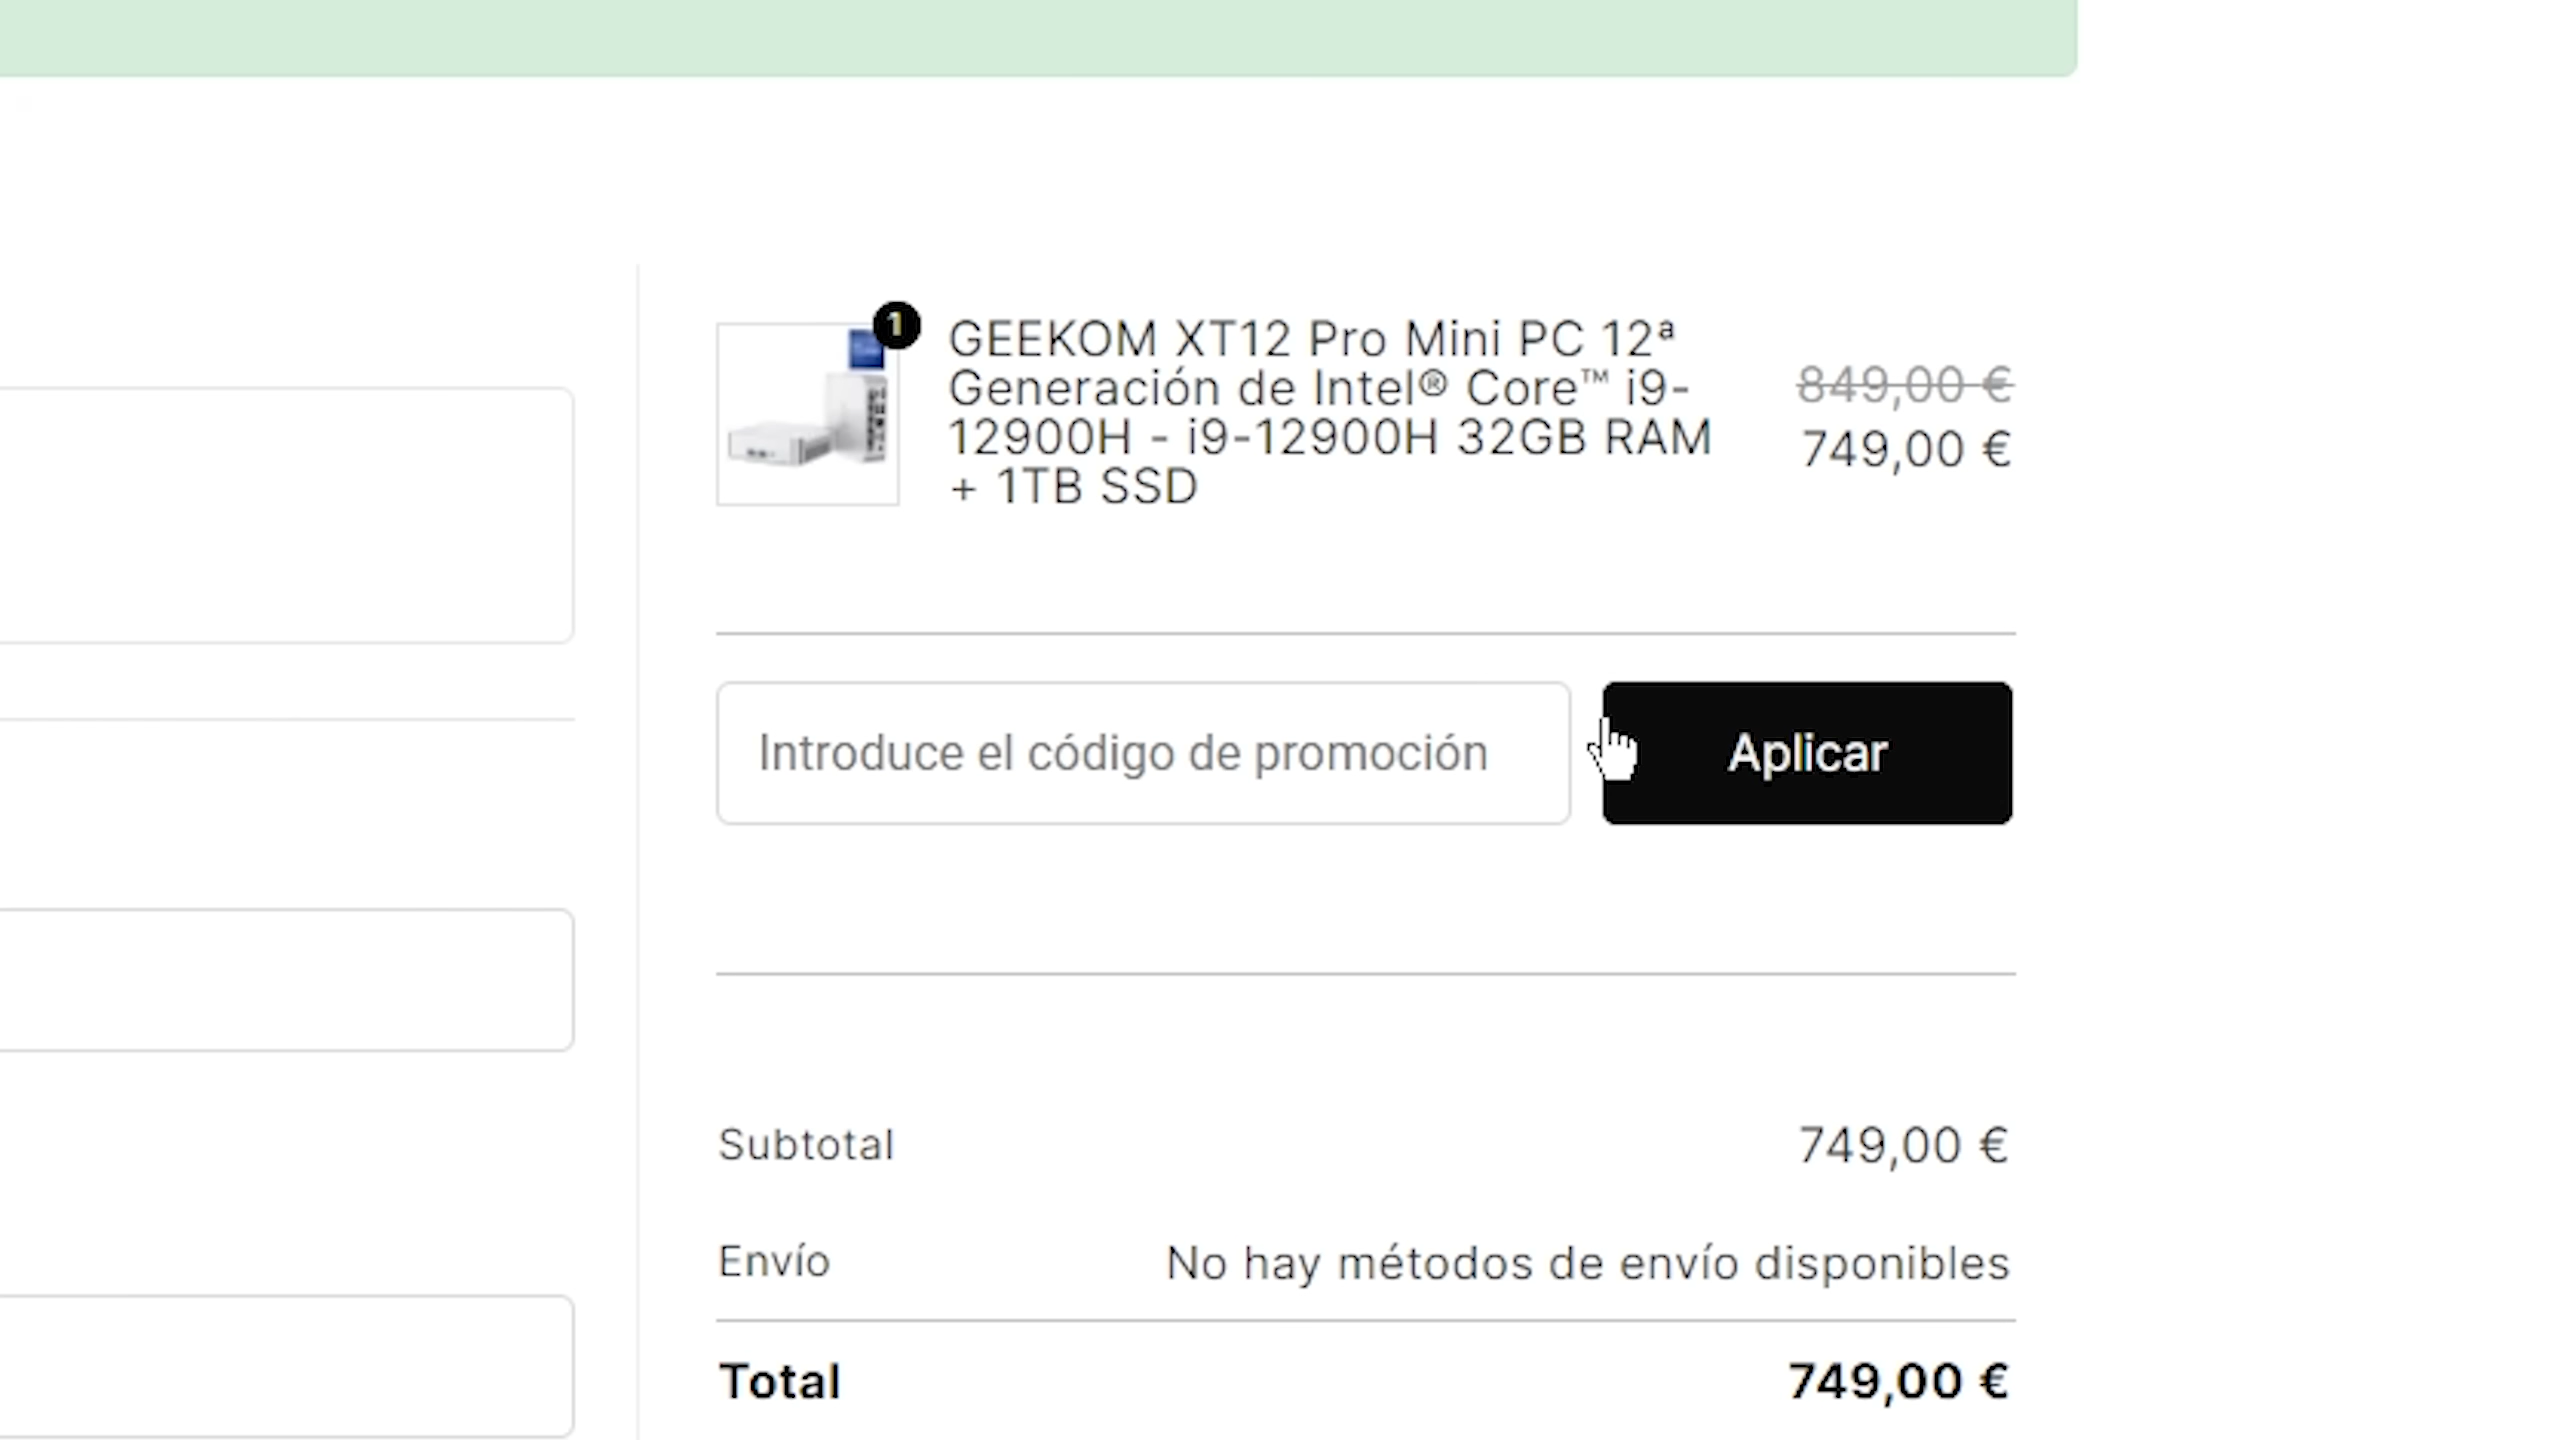 1
GEEKOM XT12 Pro Mini PC 12ª
Generación de Intel® Core™ i9-
12900H - i9-12900H 32GB RAM
+ 1TB SSD
849,00 €
749,00 €
Introduce el código de promoción
Aplicar
Subtotal 749,00 €
Envío No hay métodos de envío disponibles
Total 749,00 €